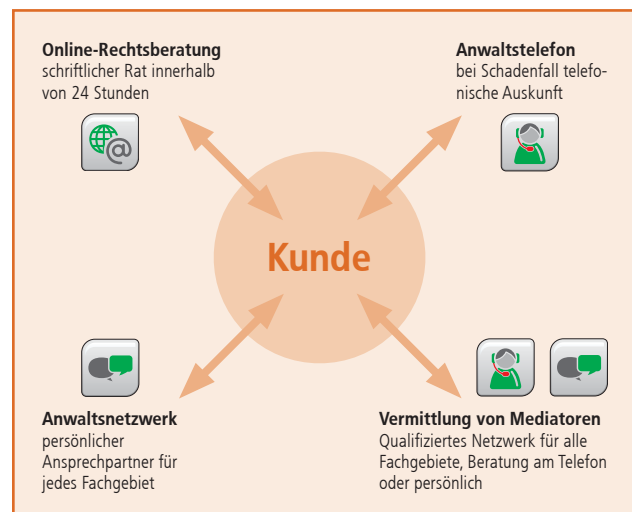 Online-Rechtsberatung
schriftlicher Rat innerhalb
von 24 Stunden
@
Anwaltstelefon
bei Schadenfall telefo-
nische Auskunft
Kunde
Anwaltsnetzwerk
persönlicher
Ansprechpartner für
jedes Fachgebiet
Vermittlung von Mediatoren
Qualifiziertes Netzwerk für alle
Fachgebiete, Beratung am Telefon
oder persönlich